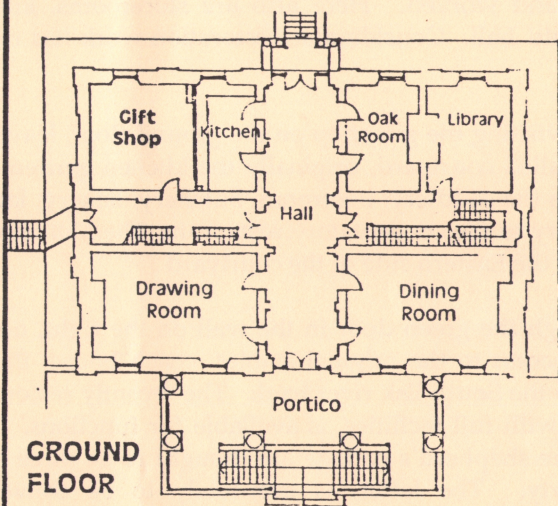 Gift
Shop
Kitchen
Oak
Room
Library
Hall
Drawing
Room
Dining
Room
Portico
GROUND
FLOOR